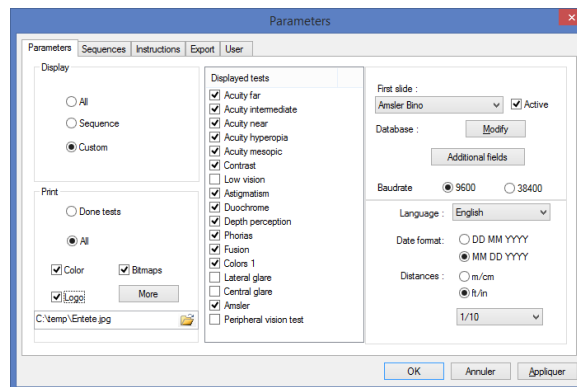 Parameters
Parameters Sequences Instructions Export User
Display
All
Sequence
Custom
Print
Done tests
All
Color Bitmaps
Logo More
C:\temp\Entete.jpg
Displayed tests
Acuity far
Acuity intermediate
Acuity near
Acuity hyperopia
Acuity mesopic
Contrast
Low vision
Astigmatism
Duochrome
Depth perception
Phorias
Fusion
Colors 1
Lateral glare
Central glare
Amsler
Peripheral vision test
First slide :
Amsler Bino Active
Database : Modify
Additional fields
Baudrate 9600 38400
Language : English
Date format: DD MM YYYY
MM DD YYYY
Distances : m/cm
ft/in
1/10
OK Annuler Appliquer